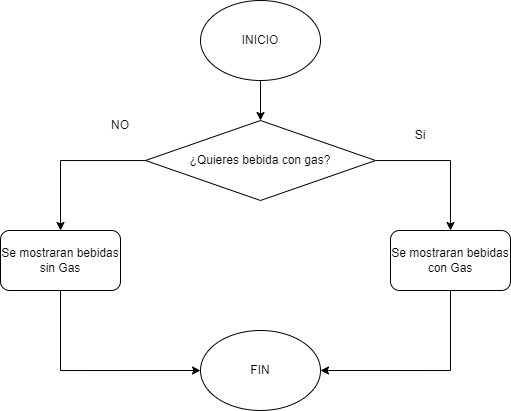 INICIO
NO
Si
¿Quieres bebida con gas?
Se mostraran bebidas
sin Gas
Se mostraran bebidas
con Gas
FIN